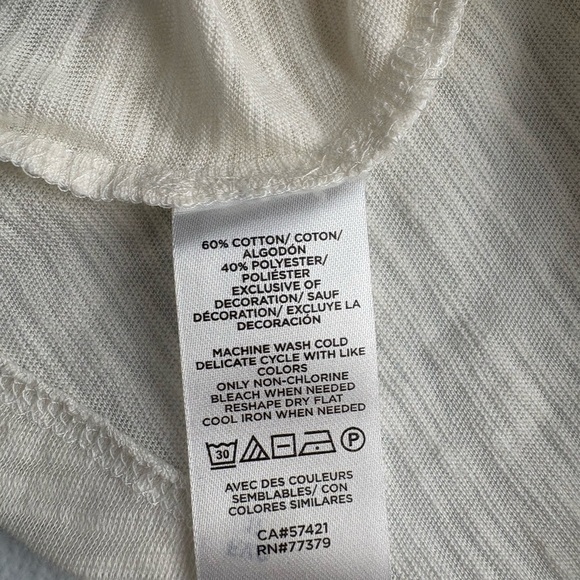 60% COTTON/ COTON/
ALGODÓN
40% POLYESTER/
POLIÉSTER
EXCLUSIVE OF
DECORATION/ SAUF
DÉCORATION/ EXCLUYE LA
DECORACIÓN
MACHINE WASH COLD
DELICATE CYCLE WITH LIKE
COLORS
ONLY NON-CHLORINE
BLEACH WHEN NEEDED
RESHAPE DRY FLAT
COOL IRON WHEN NEEDED
30 P
AVEC DES COULEURS
SEMBLABLES/ CON
COLORES SIMILARES
CA#57421
RN#77379